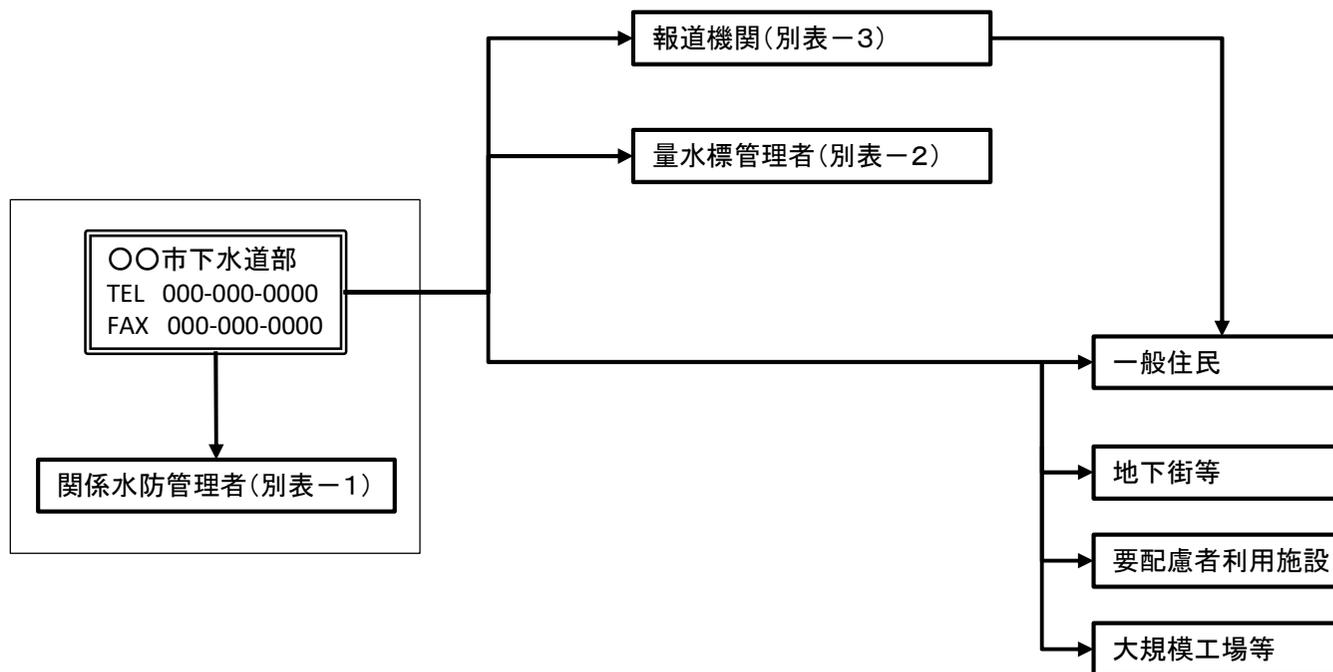 報道機関(別表－3)
量水標管理者(別表－2)
〇〇市下水道部
TEL 000-000-0000
FAX 000-000-0000
関係水防管理者(別表－1)
一般住民
地下街等
要配慮者利用施設
大規模工場等